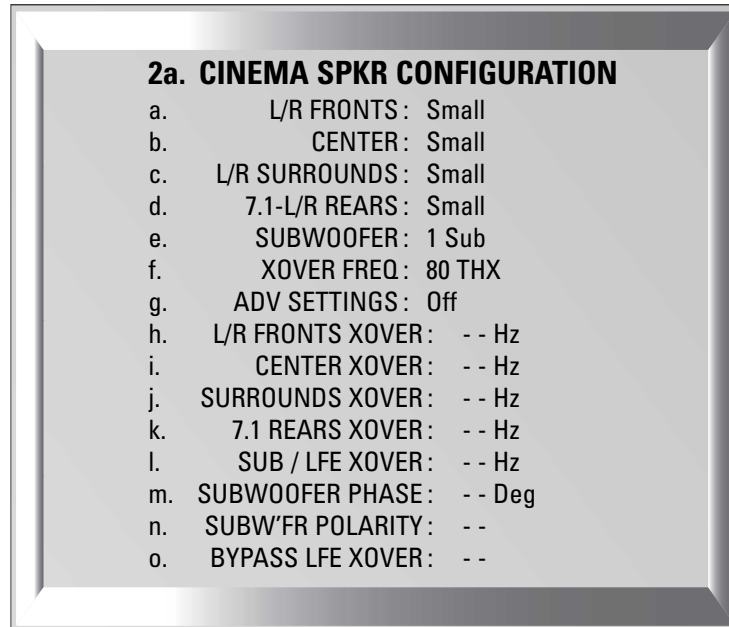 2a. CINEMA SPKR CONFIGURATION
a. L/R FRONTS: Small
b. CENTER: Small
c. L/R SURROUNDS: Small
d. 7.1-L/R REARS: Small
e. SUBWOOFER: 1 Sub
f. XOVER FREQ: 80 THX
g. ADV SETTINGS: Off
h. L/R FRONTS XOVER: - - Hz
i. CENTER XOVER: - - Hz
j. SURROUNDS XOVER: - - Hz
k. 7.1 REARS XOVER: - - Hz
l. SUB / LFE XOVER: - - Hz
m. SUBWOOFER PHASE: - - Deg
n. SUBW'FR POLARITY: - -
o. BYPASS LFE XOVER: - -